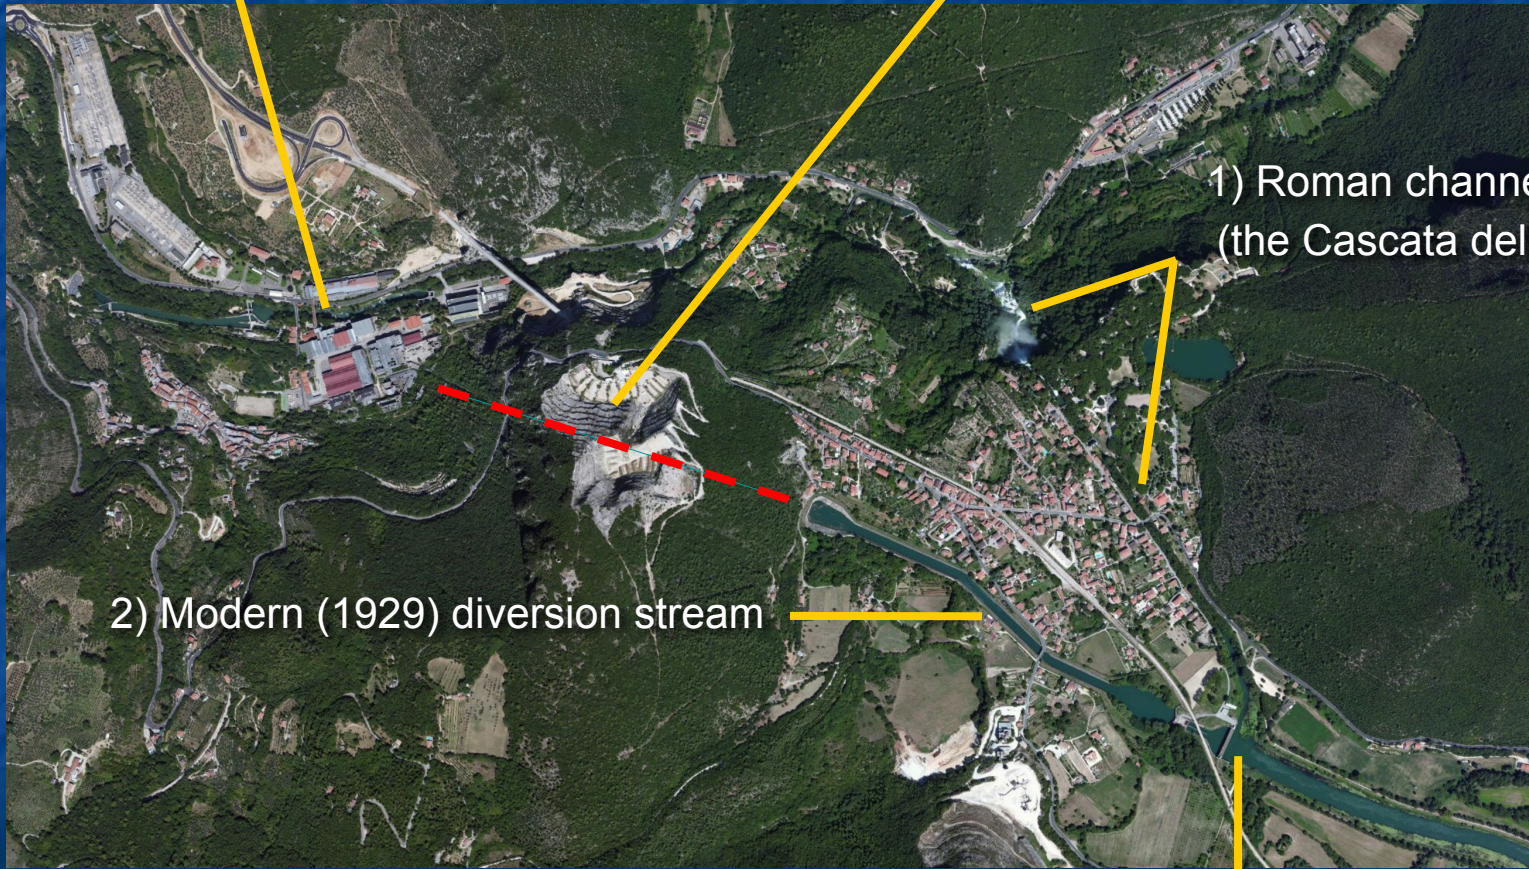 1) Roman channe
(the Cascata del
2) Modern (1929) diversion stream